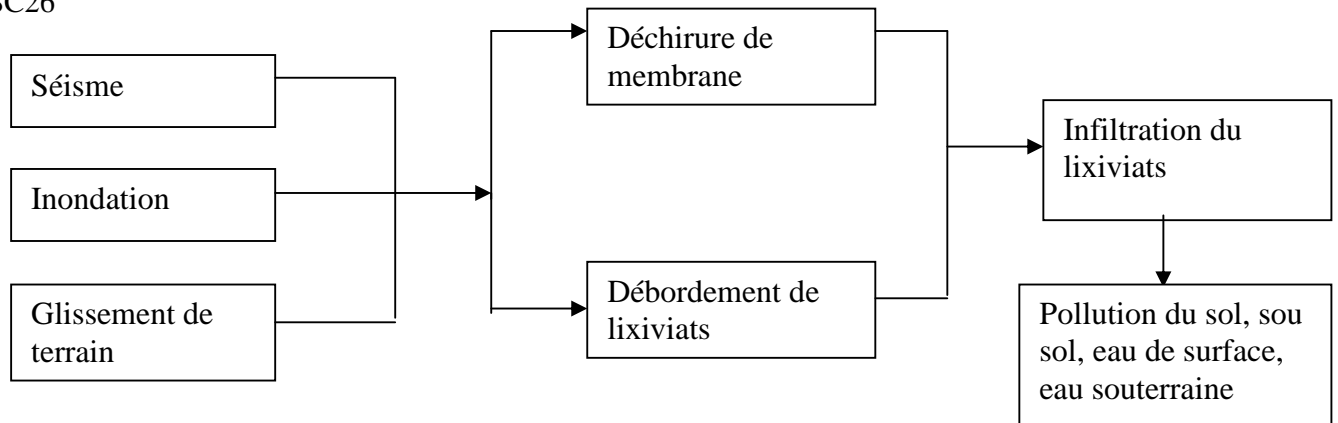 SC26
Séisme
Inondation
Glissement de
terrain
Déchirure de
membrane
Débordement de
lixiviats
Infiltration du
lixiviats
Pollution du sol, sou
sol, eau de surface,
eau souterraine